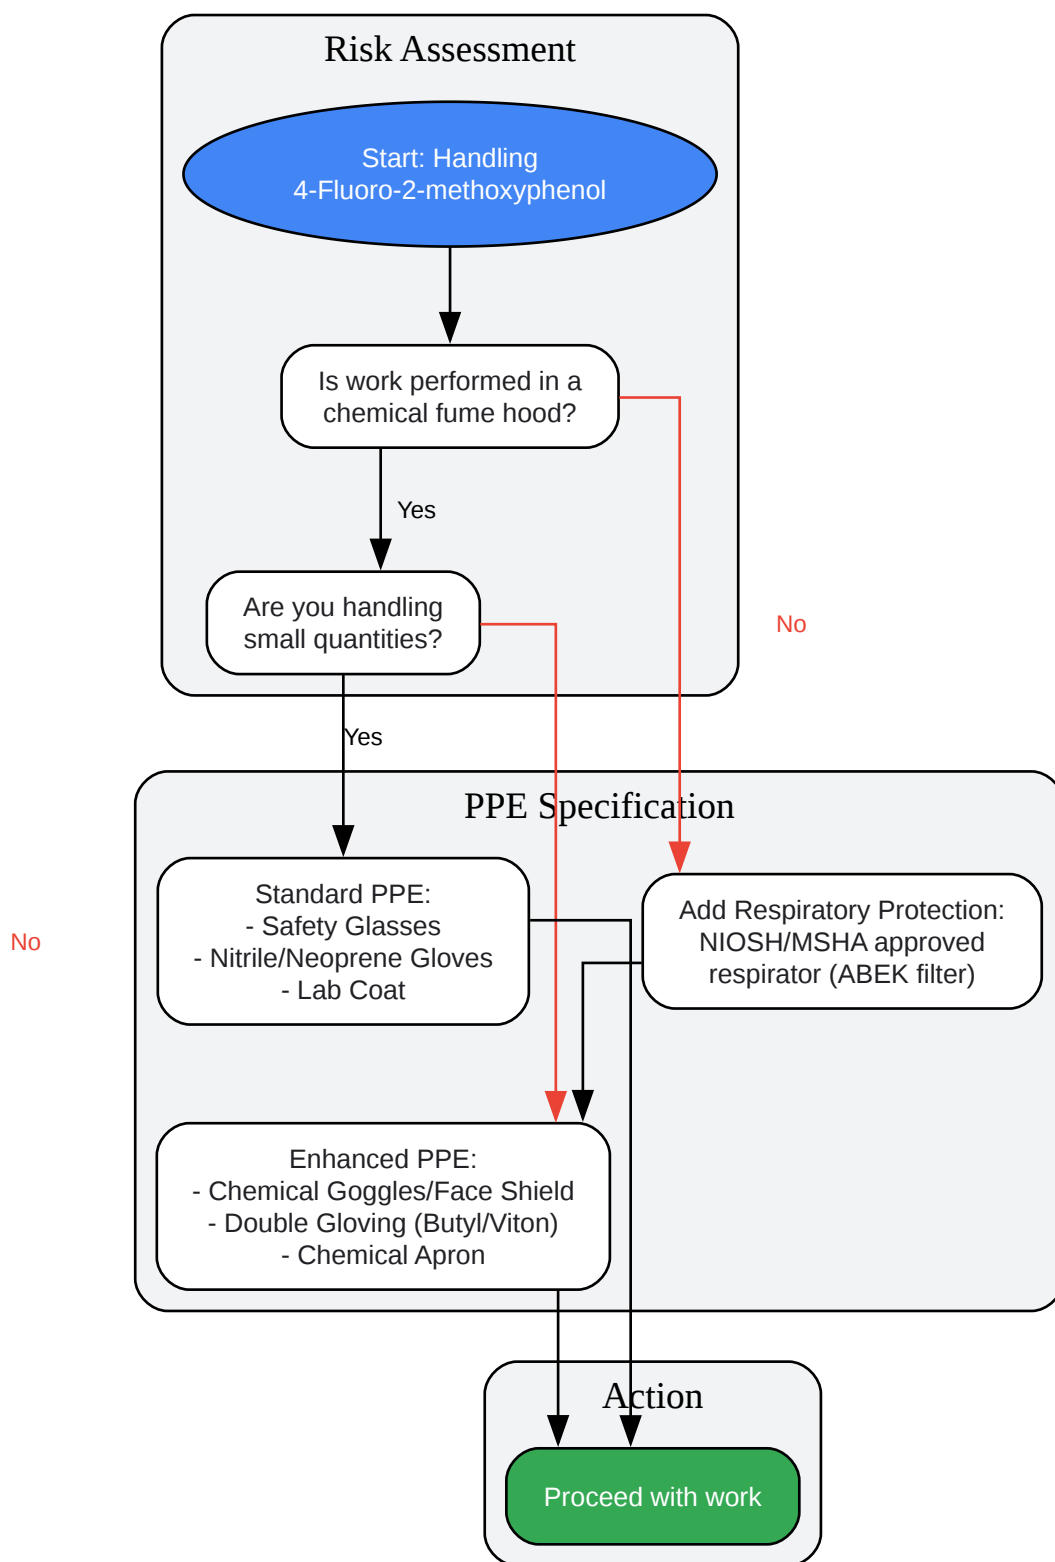 Risk Assessment
Start: Handling
4-Fluoro-2-methoxyphenol
Is work performed in a
chemical fume hood?
Yes
Are you handling
small quantities?
No
Yes
PPE Specification
Standard PPE:
- Safety Glasses
- Nitrile/Neoprene Gloves
- Lab Coat
Add Respiratory Protection:
NIOSH/MSHA approved
respirator (ABEK filter)
No
Enhanced PPE:
- Chemical Goggles/Face Shield
- Double Gloving (Butyl/Viton)
- Chemical Apron
Action
Proceed with work